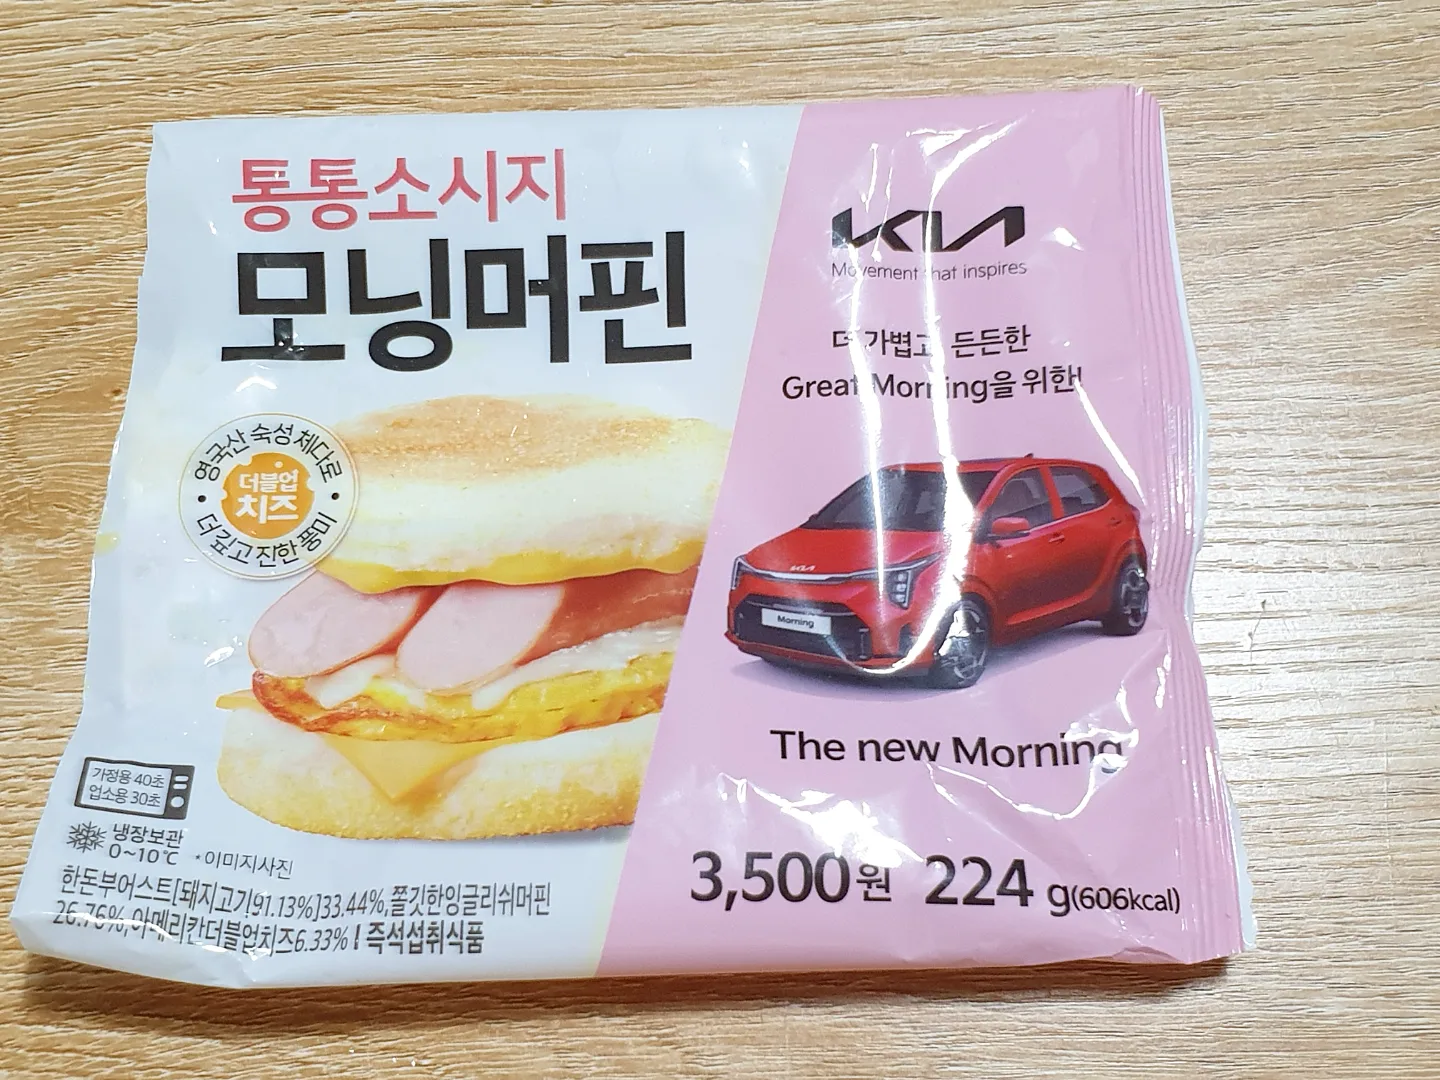 통통소시지
모닝머핀
영국산 숙성 체다로
더블업
치즈
더 깊고 진한 풍미
가정용 40초
업소용 30초
냉장보관
0~10℃
*이미지사진
한돈부어스트[돼지고기91.13%]33.44%,쫄깃한잉글리쉬머핀
26.76%,아메리칸더블업치즈6.33% | 즉석섭취식품
KIA
Movement that inspires
더 가볍고 든든한
Great Morning을 위한!
KIA
Morning
The new Morning
3,500원 224 g(606kcal)